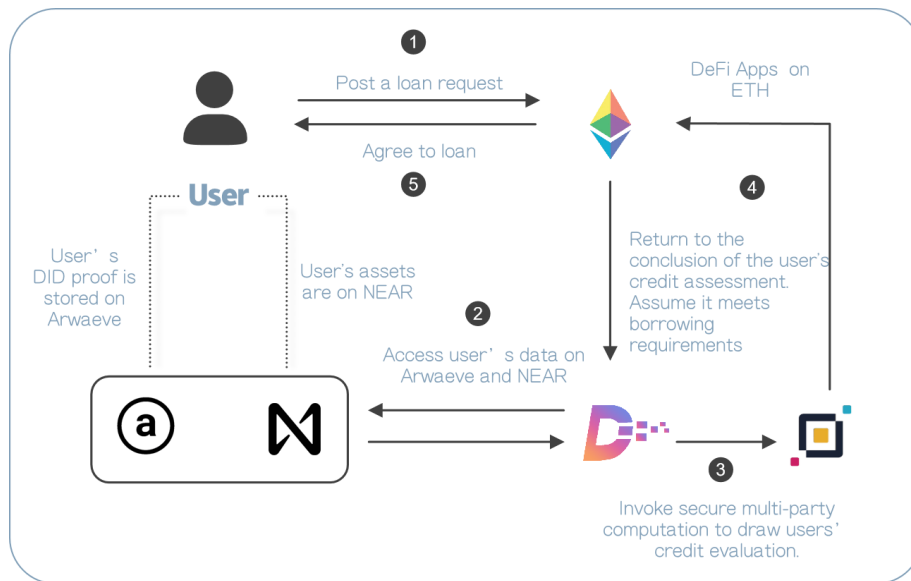 1
Post a loan request
DeFi Apps on
ETH
Agree to loan
5
4
User
User's
DID proof is
stored on
Arwaeve
User's assets
are on NEAR
Return to the
conclusion of the user's
credit assessment.
Assume it meets
borrowing
requirements
2
Access user's data on
Arwaeve and NEAR
a
3
Invoke secure multi-party
computation to draw users'
credit evaluation.